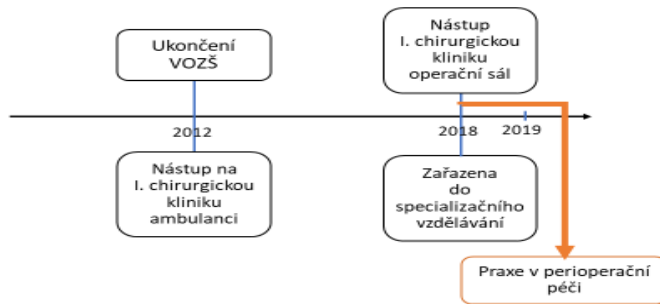 Ukončení
VOZŠ
Nástup
I. chirurgickou
kliniku
operační sál
2012
2018
2019
Nástup na
I. chirurgickou
kliniku
ambulanci
Zařazena
do
specializačního
vzdělávání
Praxe v perioperační
péči